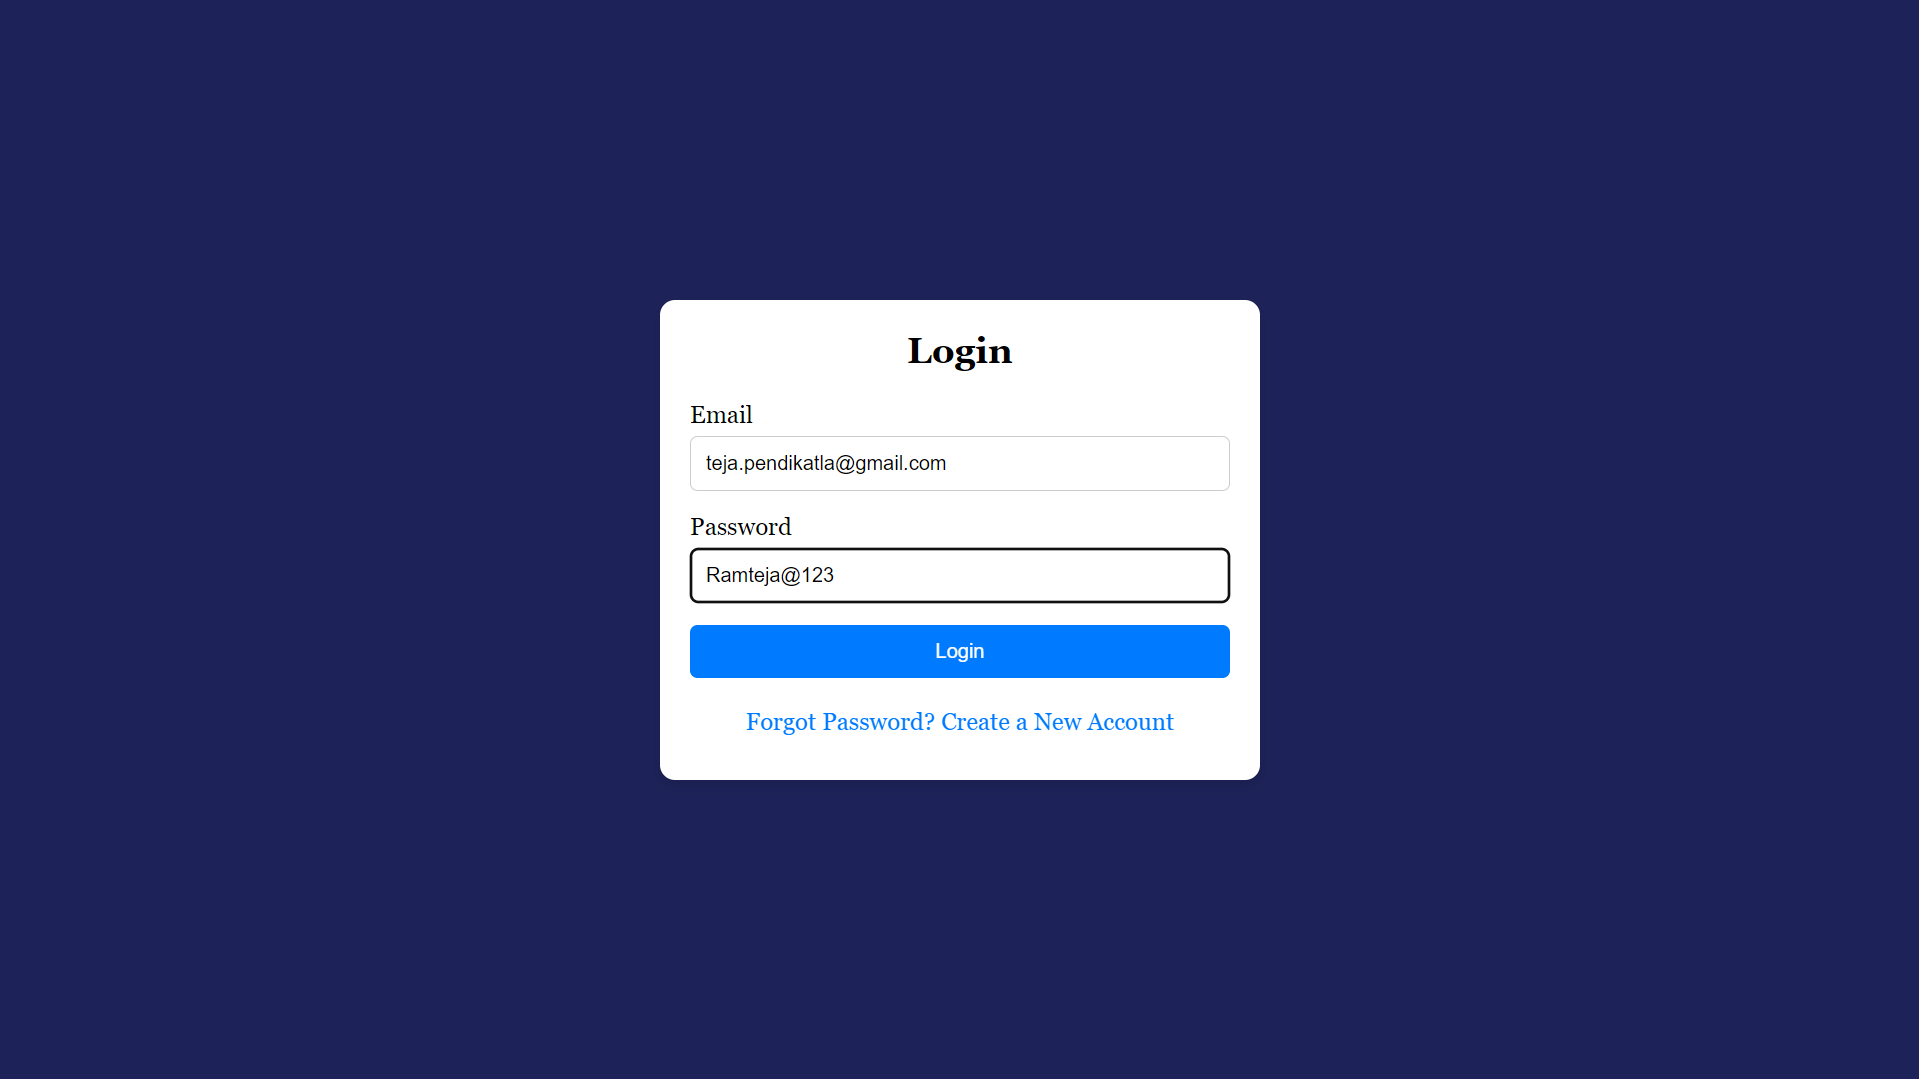 Login
Email
teja.pendikatla@gmail.com
Password
Ramteja@123
Login
Forgot Password? Create a New Account